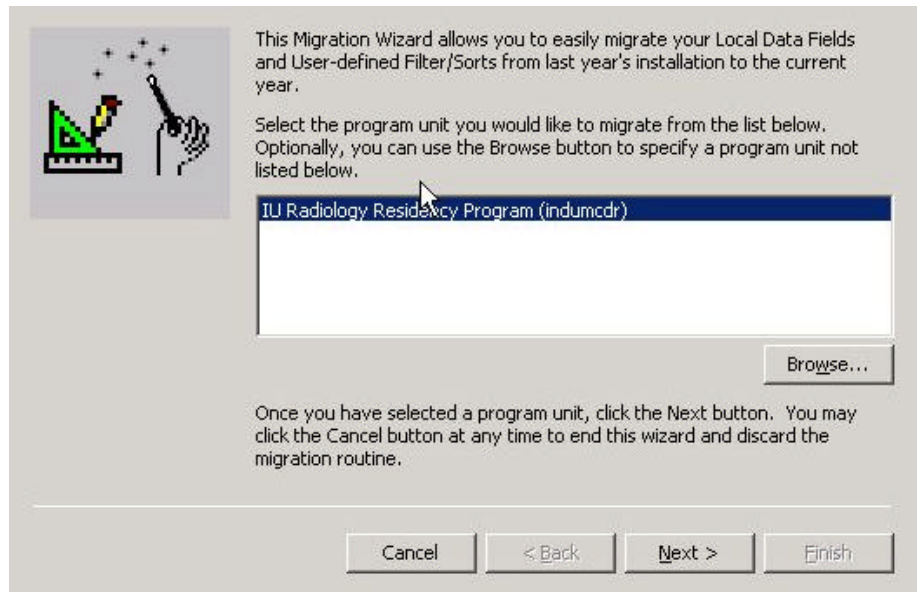 This Migration Wizard allows you to easily migrate your Local Data Fields
and User-defined Filter/Sorts from last year's installation to the current
year.
Select the program unit you would like to migrate from the list below.
Optionally, you can use the Browse button to specify a program unit not
listed below.
IU Radiology Residency Program (indumcdr)
Browse...
Once you have selected a program unit, click the Next button.  You may
click the Cancel button at any time to end this wizard and discard the
migration routine.
Cancel
< Back
Next >
Finish